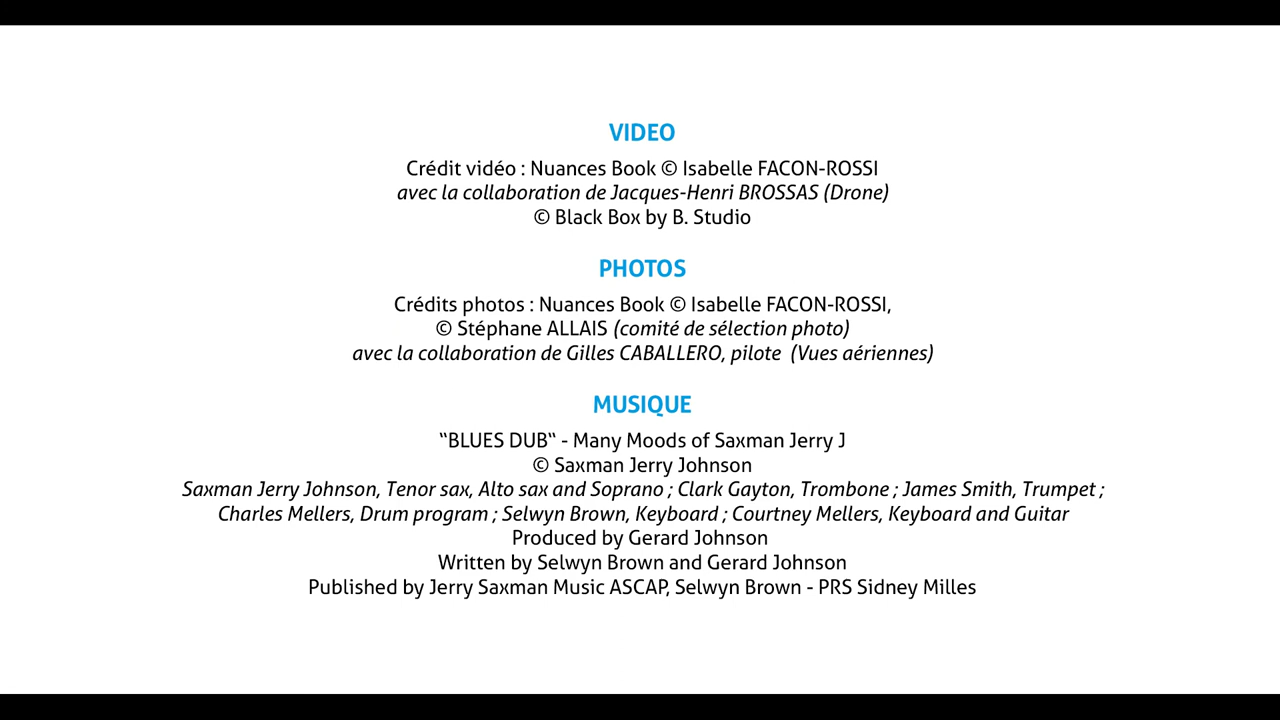 VIDEO
Crédit vidéo : Nuances Book © Isabelle FACON-ROSSI
avec la collaboration de Jacques-Henri BROSSAS (Drone)
© Black Box by B. Studio
PHOTOS
Crédits photos : Nuances Book © Isabelle FACON-ROSSI,
© Stéphane ALLAIS (comité de sélection photo)
avec la collaboration de Gilles CABALLERO, pilote (Vues aériennes)
MUSIQUE
“BLUES DUB“ - Many Moods of Saxman Jerry J
© Saxman Jerry Johnson
Saxman Jerry Johnson, Tenor sax, Alto sax and Soprano ; Clark Gayton, Trombone ; James Smith, Trumpet ;
Charles Mellers, Drum program ; Selwyn Brown, Keyboard ; Courtney Mellers, Keyboard and Guitar
Produced by Gerard Johnson
Written by Selwyn Brown and Gerard Johnson
Published by Jerry Saxman Music ASCAP, Selwyn Brown - PRS Sidney Milles